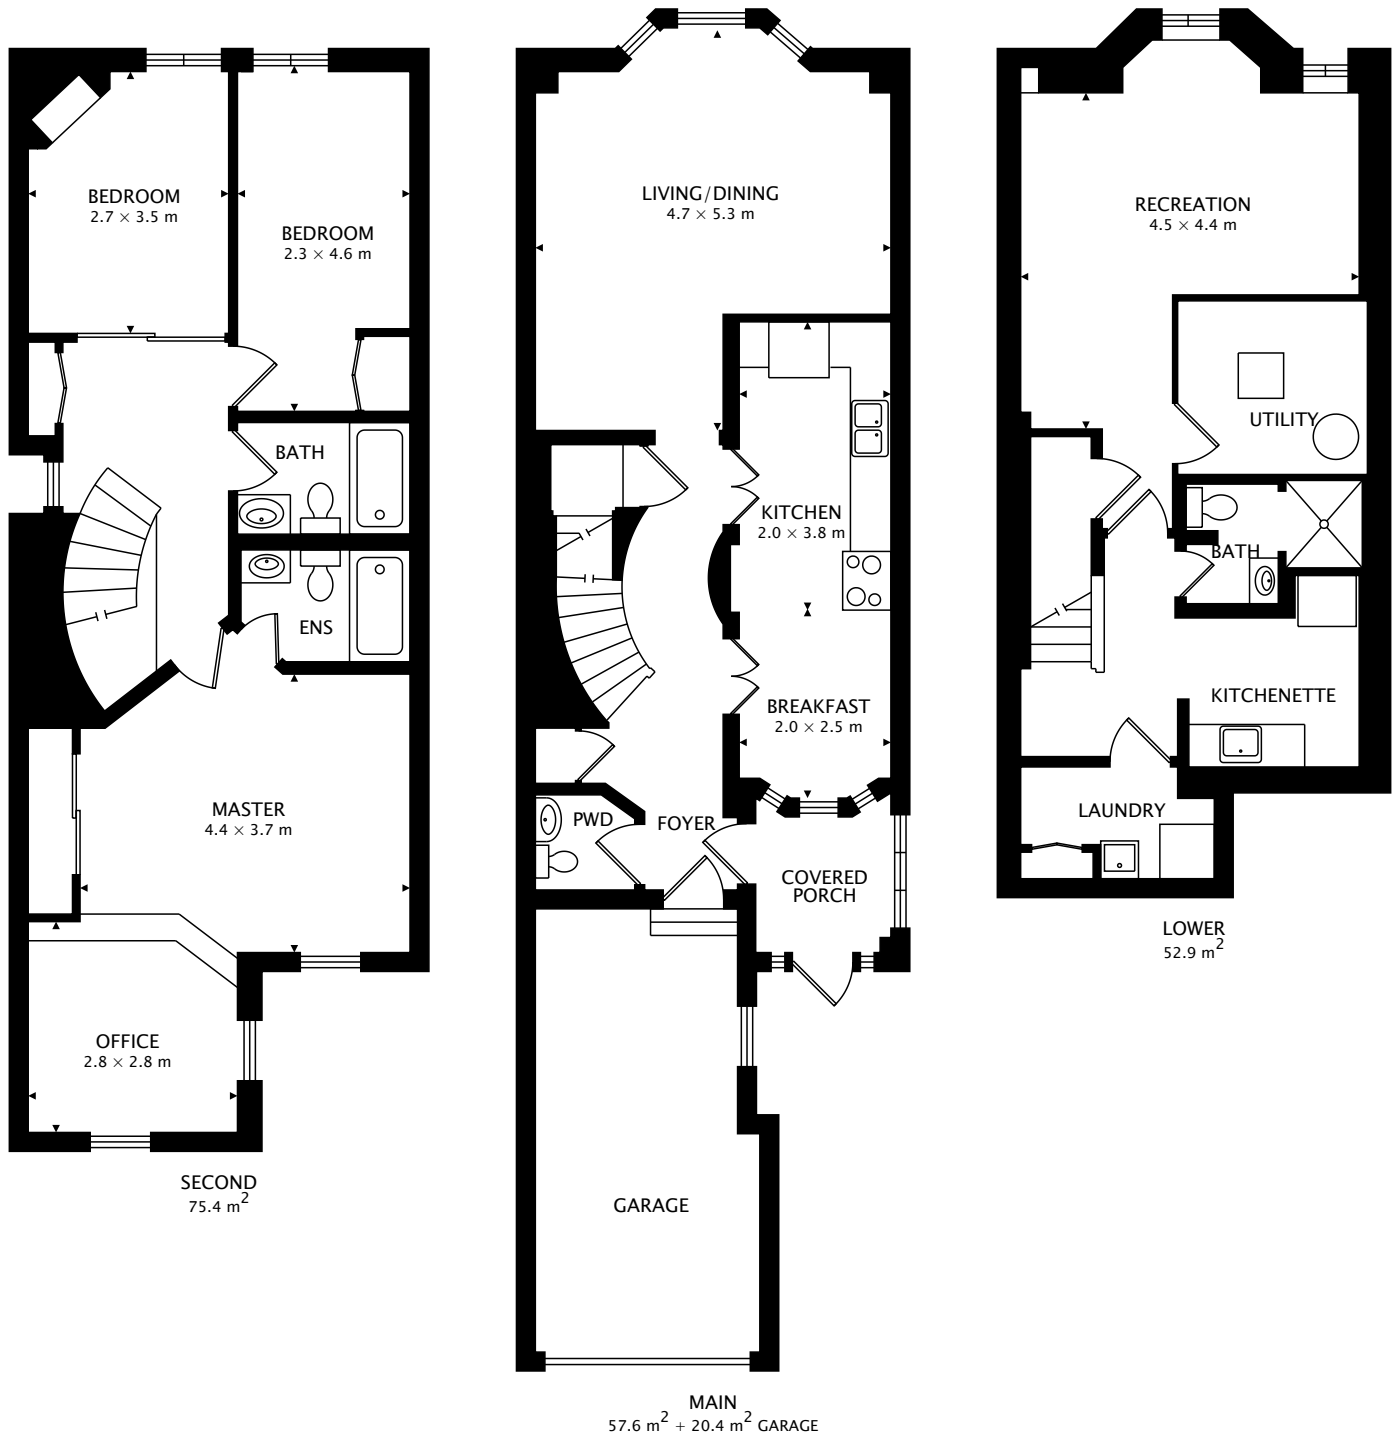 BEDROOM
2.7 × 3.5 m
BEDROOM
2.3 × 4.6 m
BATH
ENS
MASTER
4.4 × 3.7 m
OFFICE
2.8 × 2.8 m
SECOND
75.4 m²
LIVING/DINING
4.7 × 5.3 m
KITCHEN
2.0 × 3.8 m
BREAKFAST
2.0 × 2.5 m
PWD
FOYER
COVERED
PORCH
GARAGE
MAIN
57.6 m² + 20.4 m² GARAGE
RECREATION
4.5 × 4.4 m
UTILITY
BATH
KITCHENETTE
LAUNDRY
LOWER
52.9 m²